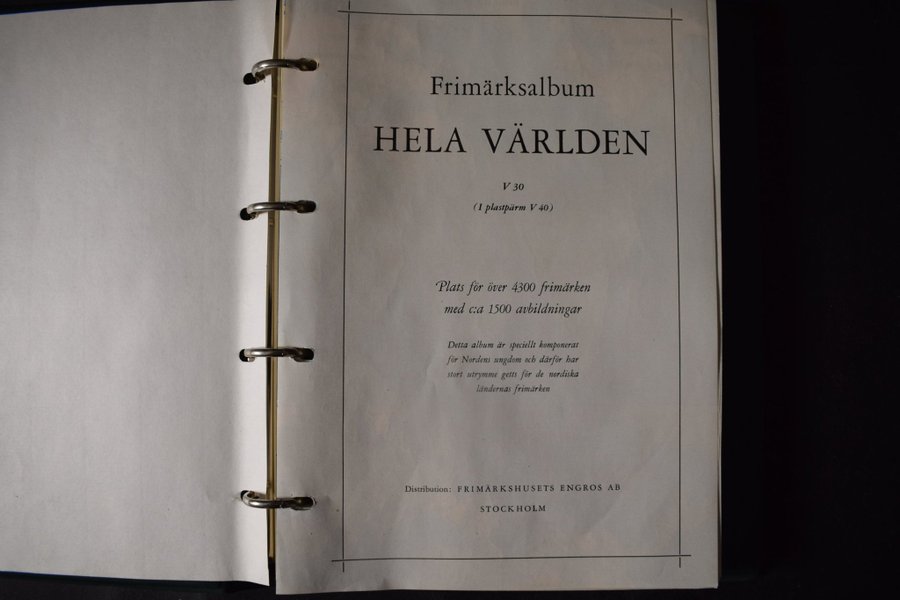 Frimärksalbum
HELA VÄRLDEN
V 30
(I plastpärm V 40)
Plats för över 4300 frimärken
med c:a 1500 avbildningar
Detta album är speciellt komponerat
för Nordens ungdom och därför har
stort utrymme getts för de nordiska
ländernas frimärken
Distribution: FRIMÄRKSHUSETS ENGROS AB
STOCKHOLM